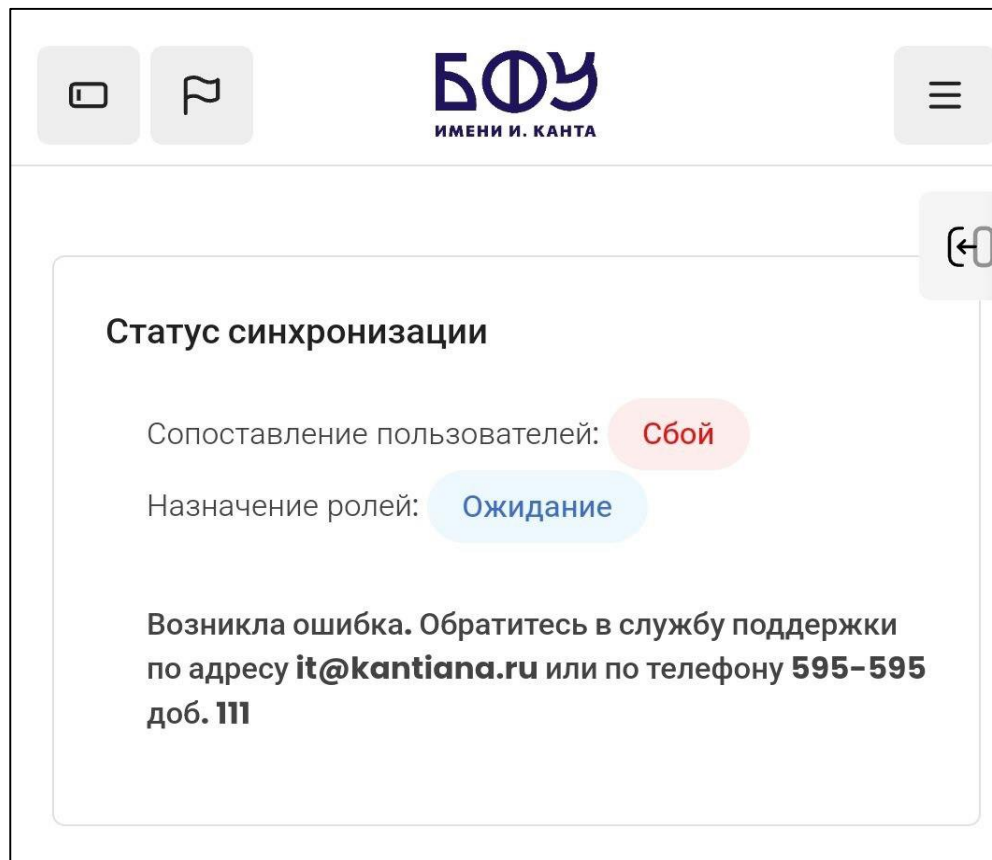 БФУ
ИМЕНИ И. КАНТА
Статус синхронизации
Сопоставление пользователей: Сбой
Назначение ролей: Ожидание
Возникла ошибка. Обратитесь в службу поддержки
по адресу it@kantiana.ru или по телефону 595-595
доб. 111